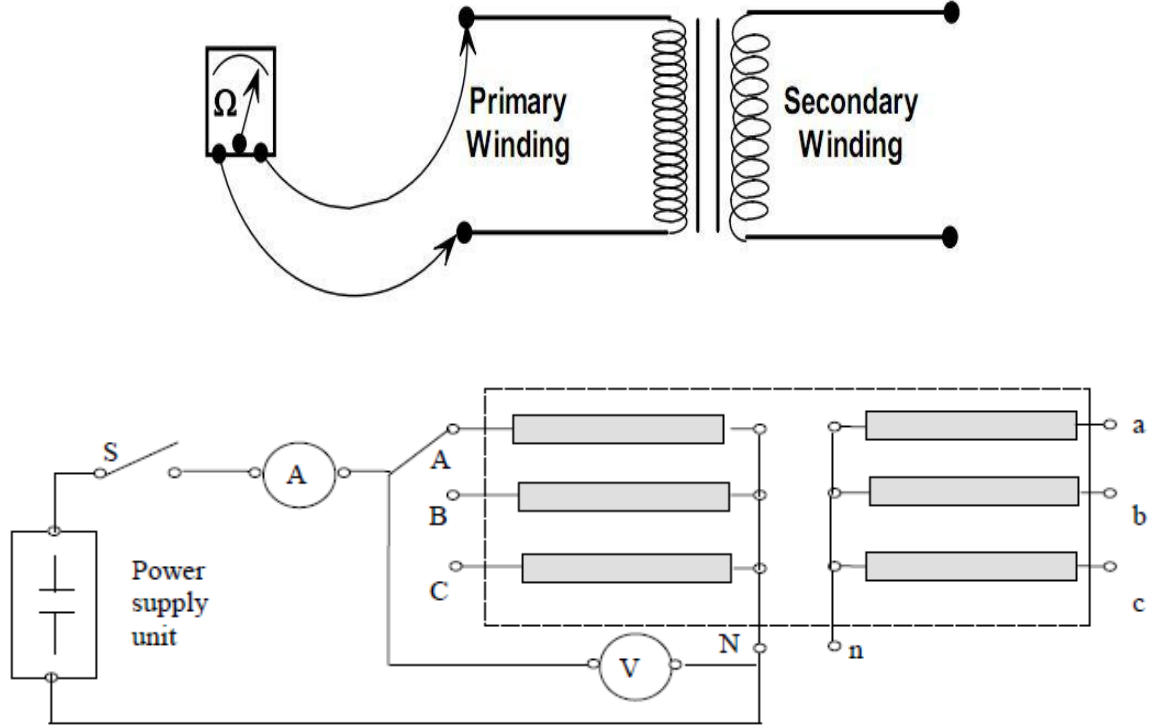 Ω
Primary
Winding
Secondary
Winding
S
A
A
B
C
a
b
c
Power
supply
unit
N
n
V